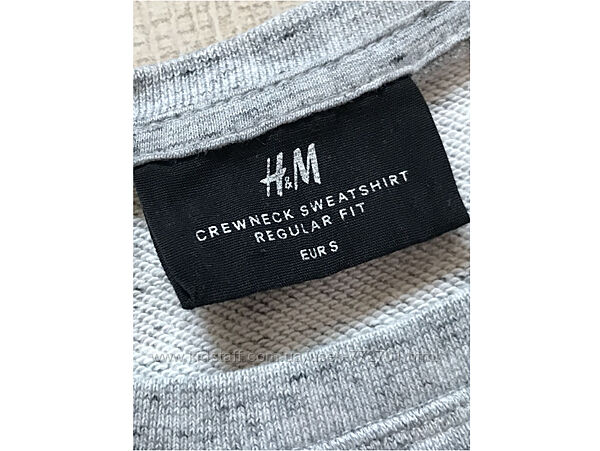 H&M
CREWNECK SWEATSHIRT
REGULAR FIT
EUR S